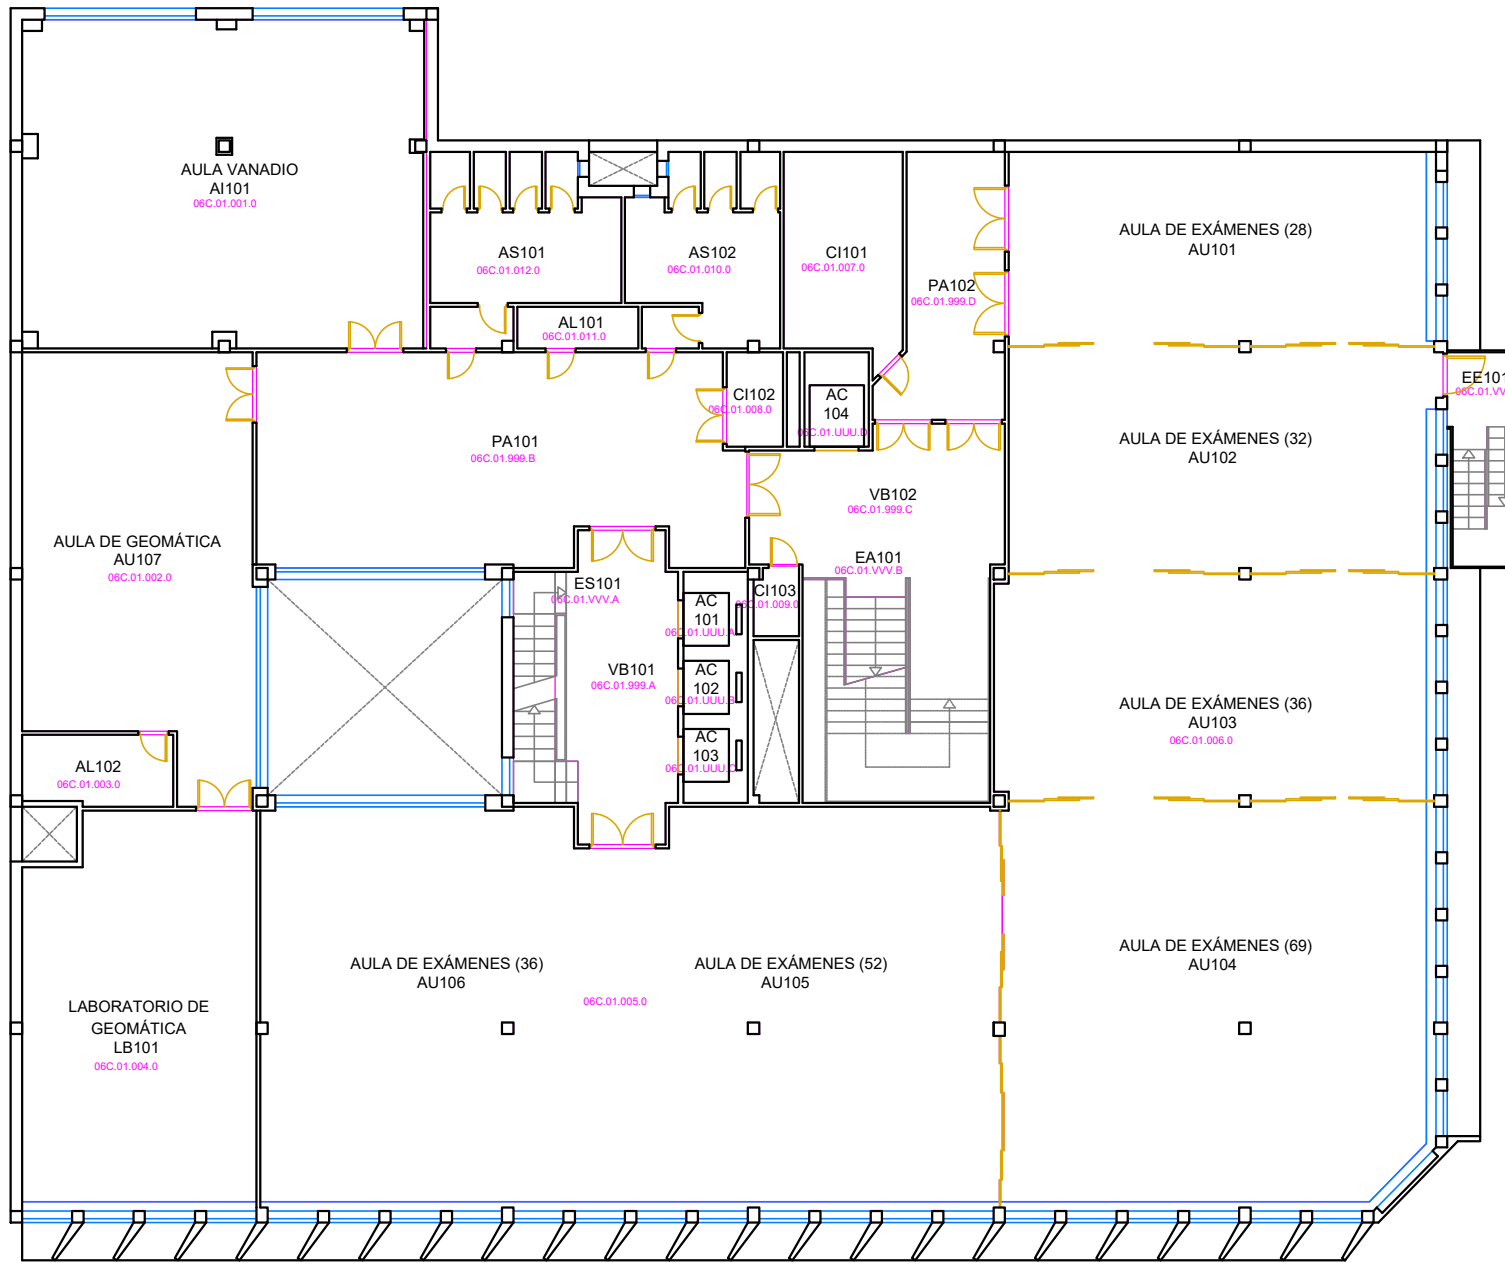 AULA VANADIO
AI101
06C.01.001.0
AS101
06C.01.012.0
AS102
06C.01.010.0
CI101
06C.01.007.0
PA102
06C.01.999.D
AULA DE EXÁMENES (28)
AU101
AL101
06C.01.011.0
CI102
06C.01.008.0
AC
104
06C.01.UUU.D
EE101
06C.01.VV
PA101
06C.01.999.B
AULA DE EXÁMENES (32)
AU102
VB102
06C.01.999.C
AULA DE GEOMÁTICA
AU107
06C.01.002.0
EA101
06C.01.VVV.B
ES101
06C.01.VVV.A
CI103
06C.01.009.0
AC
101
06C.01.UUU.A
VB101
06C.01.999.A
AC
102
06C.01.UUU.B
AULA DE EXÁMENES (36)
AU103
06C.01.006.0
AC
103
06C.01.UUU.C
AL102
06C.01.003.0
AULA DE EXÁMENES (36)
AU106
AULA DE EXÁMENES (52)
AU105
06C.01.005.0
AULA DE EXÁMENES (69)
AU104
LABORATORIO DE
GEOMÁTICA
LB101
06C.01.004.0